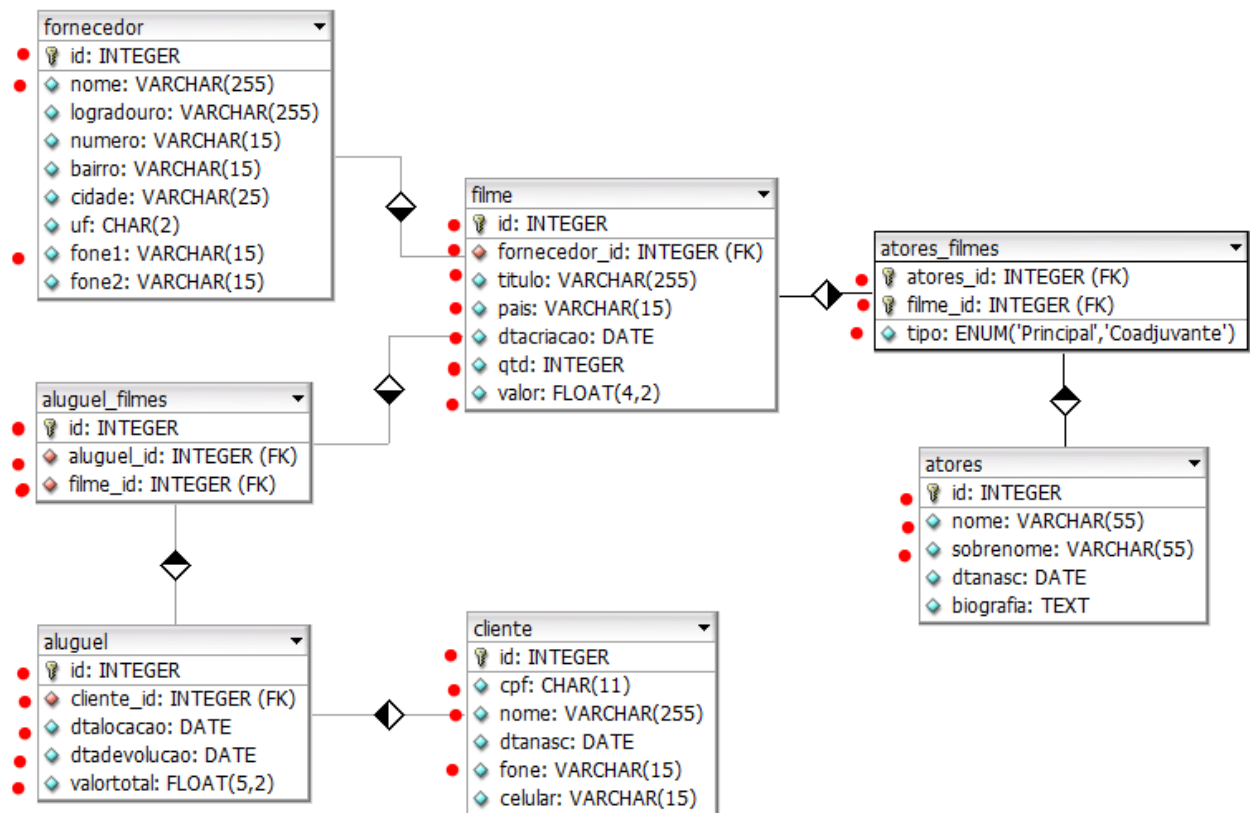 fornecedor
id: INTEGER
nome: VARCHAR(255)
logradouro: VARCHAR(255)
numero: VARCHAR(15)
bairro: VARCHAR(15)
cidade: VARCHAR(25)
uf: CHAR(2)
fone1: VARCHAR(15)
fone2: VARCHAR(15)
filme
id: INTEGER
fornecedor_id: INTEGER (FK)
titulo: VARCHAR(255)
pais: VARCHAR(15)
dtacriacao: DATE
qtd: INTEGER
valor: FLOAT(4,2)
atores_filmes
atores_id: INTEGER (FK)
filme_id: INTEGER (FK)
tipo: ENUM('Principal','Coadjuvante')
aluguel_filmes
id: INTEGER
aluguel_id: INTEGER (FK)
filme_id: INTEGER (FK)
atores
id: INTEGER
nome: VARCHAR(55)
sobrenome: VARCHAR(55)
dtanasc: DATE
biografia: TEXT
aluguel
id: INTEGER
cliente_id: INTEGER (FK)
dtalocacao: DATE
dtadevolucao: DATE
valortotal: FLOAT(5,2)
cliente
id: INTEGER
cpf: CHAR(11)
nome: VARCHAR(255)
dtanasc: DATE
fone: VARCHAR(15)
celular: VARCHAR(15)